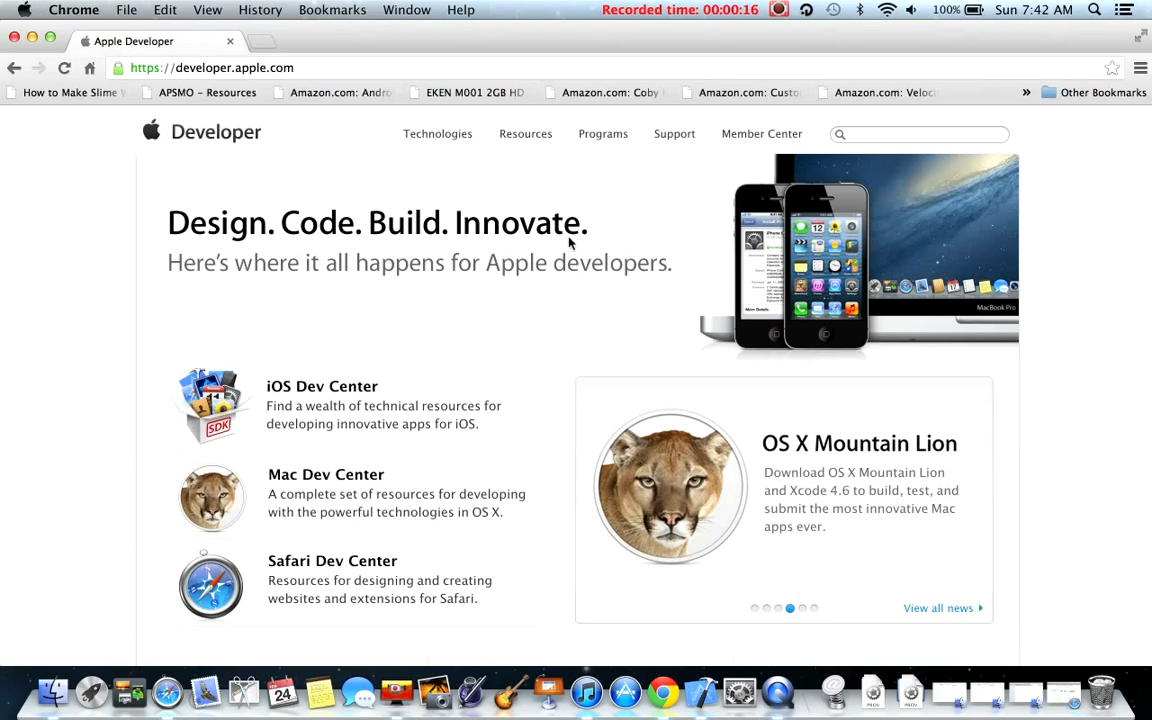 Chrome File Edit View History Bookmarks Window Help Recorded time: 00:00:16 100% Sun 7:42 AM
Apple Developer
https://developer.apple.com
How to Make Slime APSMO – Resources Amazon.com: Andro EKEN M001 2GB HD Amazon.com: Coby Amazon.com: Custo Amazon.com: Veloci » Other Bookmarks
Developer Technologies Resources Programs Support Member Center
Design. Code. Build. Innovate.
Here's where it all happens for Apple developers.
MacBook Pro
iOS Dev Center
Find a wealth of technical resources for
developing innovative apps for iOS.
SDK
Mac Dev Center
A complete set of resources for developing
with the powerful technologies in OS X.
Safari Dev Center
Resources for designing and creating
websites and extensions for Safari.
OS X Mountain Lion
Download OS X Mountain Lion
and Xcode 4.6 to build, test, and
submit the most innovative Mac
apps ever.
View all news
24
PROV PROV